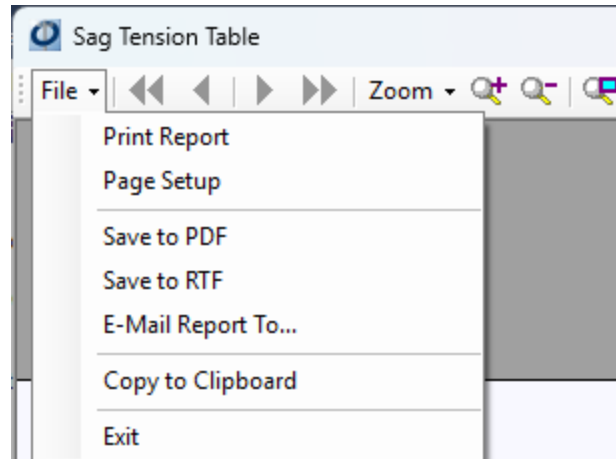 Sag Tension Table
File Zoom
Print Report
Page Setup
Save to PDF
Save to RTF
E-Mail Report To...
Copy to Clipboard
Exit